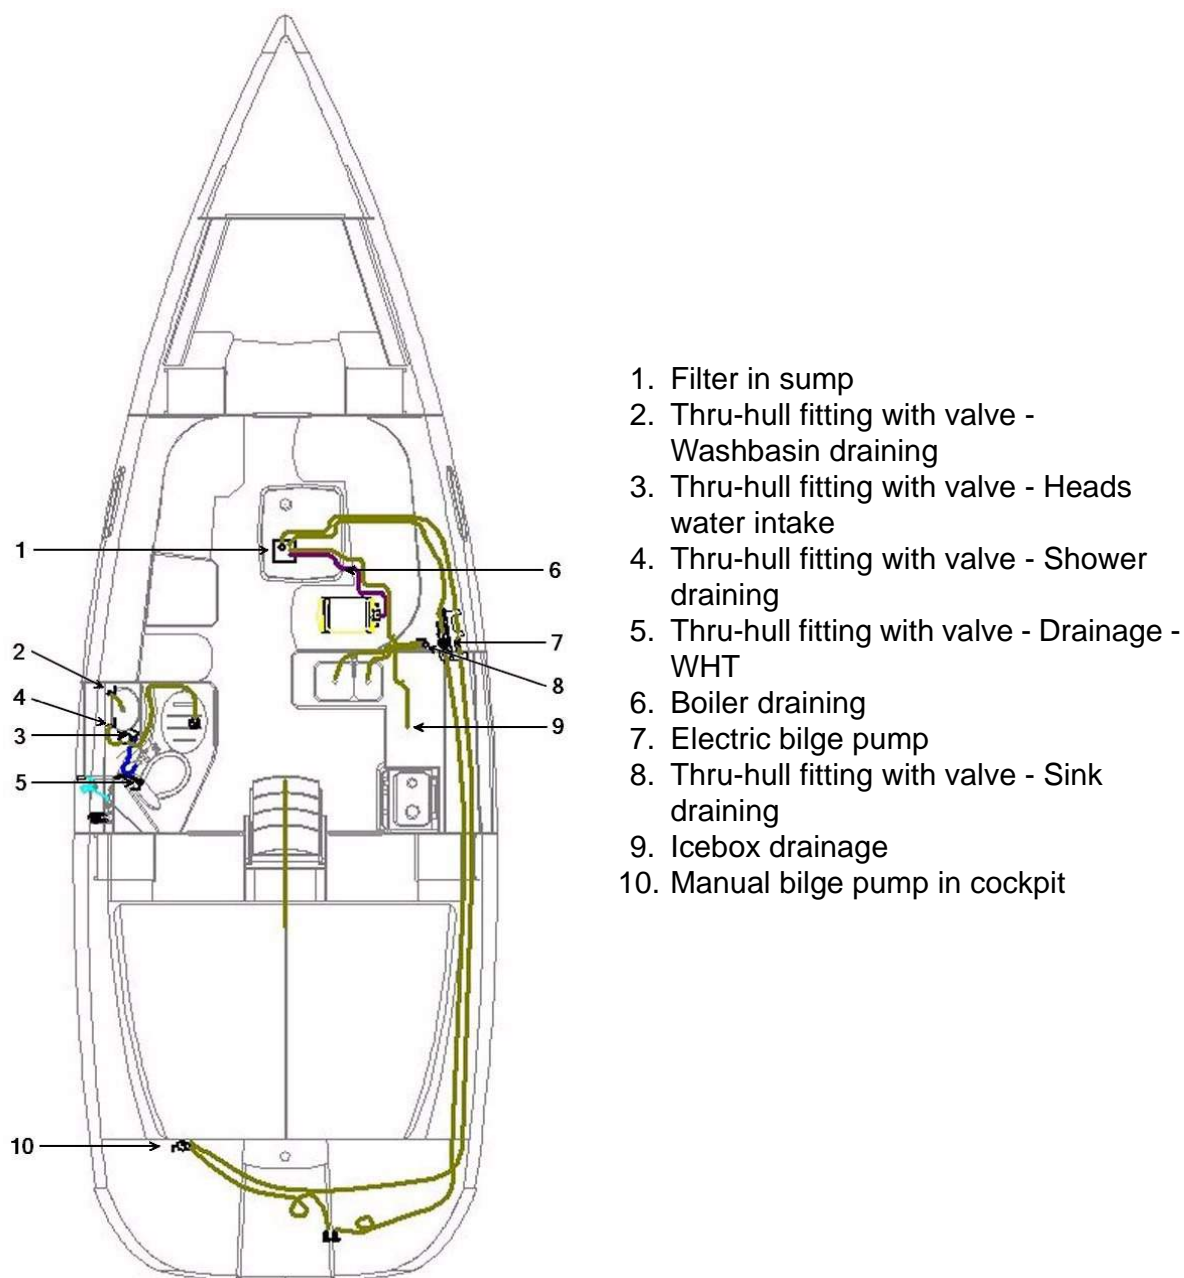 1
2
4
3
5
10
6
7
8
9
1. Filter in sump
2. Thru-hull fitting with valve -
Washbasin draining
3. Thru-hull fitting with valve - Heads
water intake
4. Thru-hull fitting with valve - Shower
draining
5. Thru-hull fitting with valve - Drainage -
WHT
6. Boiler draining
7. Electric bilge pump
8. Thru-hull fitting with valve - Sink
draining
9. Icebox drainage
10. Manual bilge pump in cockpit